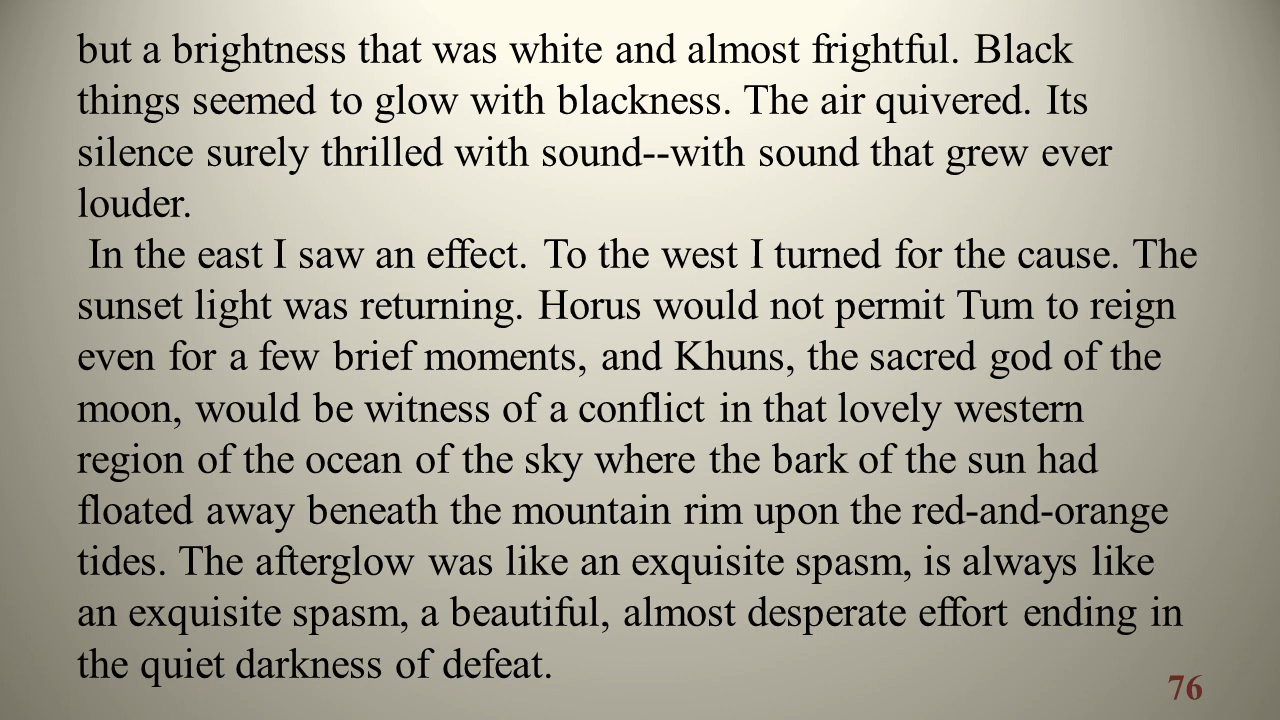 but a brightness that was white and almost frightful. Black
things seemed to glow with blackness. The air quivered. Its
silence surely thrilled with sound--with sound that grew ever
louder.
In the east I saw an effect. To the west I turned for the cause. The
sunset light was returning. Horus would not permit Tum to reign
even for a few brief moments, and Khuns, the sacred god of the
moon, would be witness of a conflict in that lovely western
region of the ocean of the sky where the bark of the sun had
floated away beneath the mountain rim upon the red-and-orange
tides. The afterglow was like an exquisite spasm, is always like
an exquisite spasm, a beautiful, almost desperate effort ending in
the quiet darkness of defeat.
76